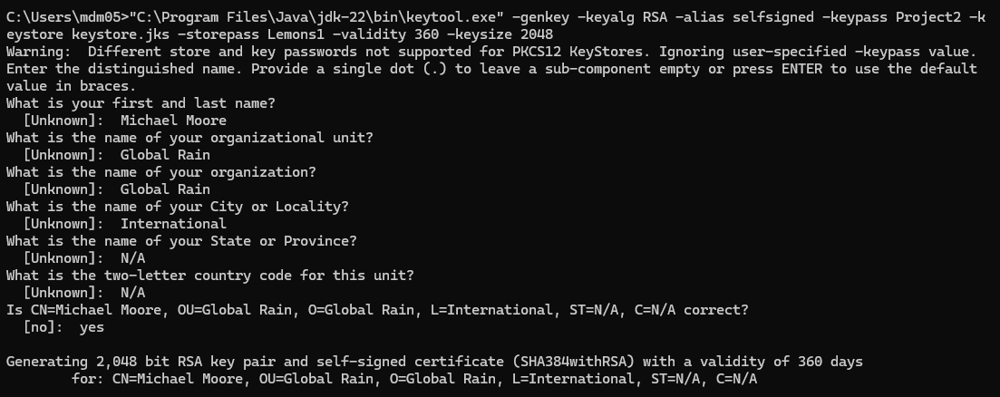 C:\Users\mdm05>"C:\Program Files\Java\jdk-22\bin\keytool.exe" -genkey -keyalg RSA -alias selfsigned -keypass Project2 -k
eystore keystore.jks -storepass Lemons1 -validity 360 -keysize 2048
Warning:  Different store and key passwords not supported for PKCS12 KeyStores. Ignoring user-specified -keypass value.
Enter the distinguished name. Provide a single dot (.) to leave a sub-component empty or press ENTER to use the default
value in braces.
What is your first and last name?
  [Unknown]:  Michael Moore
What is the name of your organizational unit?
  [Unknown]:  Global Rain
What is the name of your organization?
  [Unknown]:  Global Rain
What is the name of your City or Locality?
  [Unknown]:  International
What is the name of your State or Province?
  [Unknown]:  N/A
What is the two-letter country code for this unit?
  [Unknown]:  N/A
Is CN=Michael Moore, OU=Global Rain, O=Global Rain, L=International, ST=N/A, C=N/A correct?
  [no]:  yes

Generating 2,048 bit RSA key pair and self-signed certificate (SHA384withRSA) with a validity of 360 days
        for: CN=Michael Moore, OU=Global Rain, O=Global Rain, L=International, ST=N/A, C=N/A